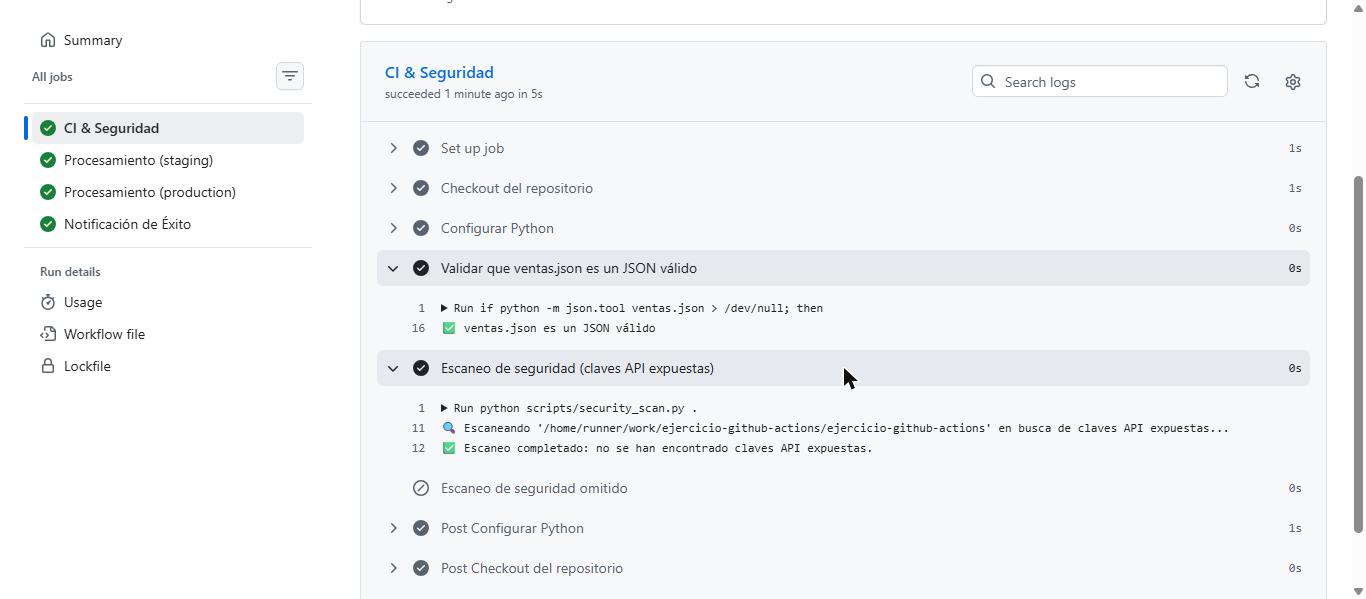 Summary
All jobs
CI & Seguridad
Procesamiento (staging)
Procesamiento (production)
Notificación de Éxito
Run details
Usage
Workflow file
Lockfile
CI & Seguridad
succeeded 1 minute ago in 5s
Search logs
Set up job 1s
Checkout del repositorio 1s
Configurar Python 0s
Validar que ventas.json es un JSON válido 0s
1 Run if python -m json.tool ventas.json > /dev/null; then
16 ✅ ventas.json es un JSON válido
Escaneo de seguridad (claves API expuestas) 0s
1 Run python scripts/security_scan.py .
11 🔍 Escaneando '/home/runner/work/ejercicio-github-actions/ejercicio-github-actions' en busca de claves API expuestas...
12 ✅ Escaneo completado: no se han encontrado claves API expuestas.
Escaneo de seguridad omitido 0s
Post Configurar Python 1s
Post Checkout del repositorio 0s